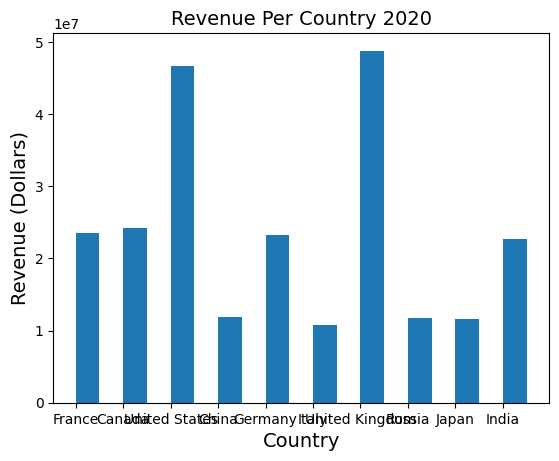 Revenue Per Country 2020
1e7
5
4
3
2
1
0
Revenue (Dollars)
France Canada United States China Germany Italy United Kingdom Russia Japan India
Country